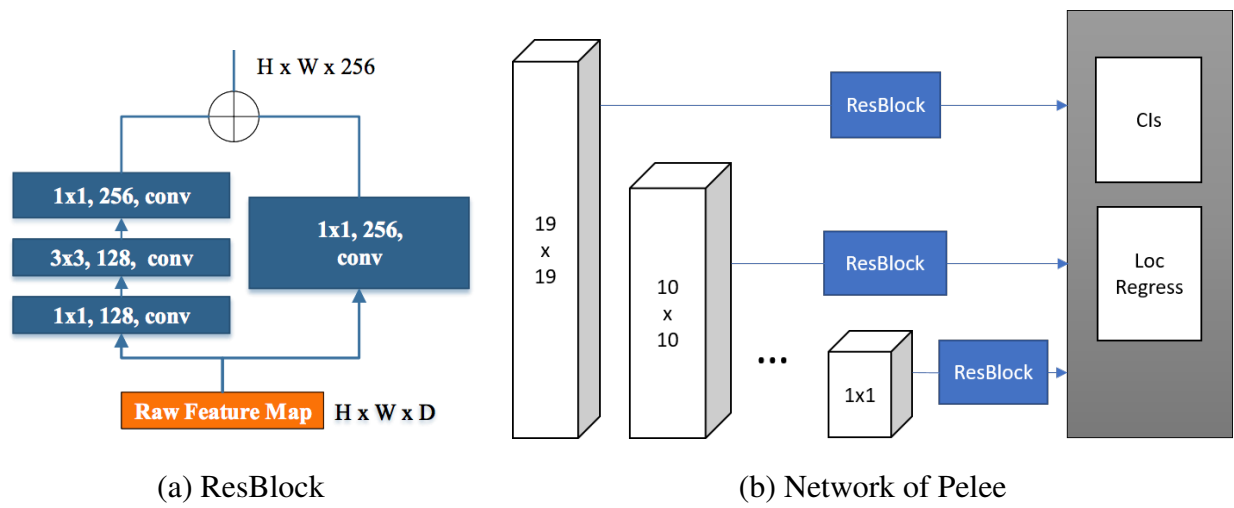 H x W x 256
1x1, 256, conv
3x3, 128, conv
1x1, 128, conv
1x1, 256,
conv
Raw Feature Map
H x W x D
(a) ResBlock
19
x
19
10
x
10
...
1x1
ResBlock
ResBlock
ResBlock
Cls
Loc
Regress
(b) Network of Pelee